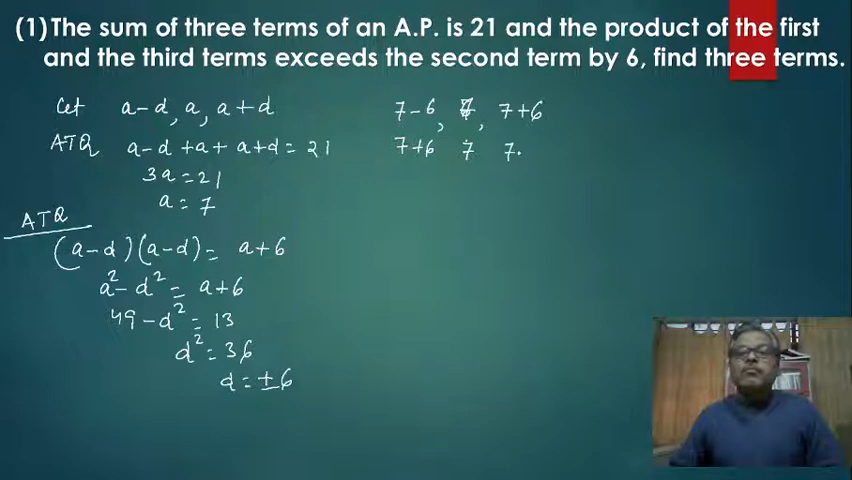 (1)The sum of three terms of an A.P. is 21 and the product of the first
and the third terms exceeds the second term by 6, find three terms.
Let a-d, a, a+d
ATQ a-d +a+ a+d = 21
3a = 21
a = 7
ATQ
(a-d)(a-d) = a+6
a²-d² = a+6
49-d² = 13
d² = 36
d = ±6
7-6, 7, 7+6
7+6 7 7.